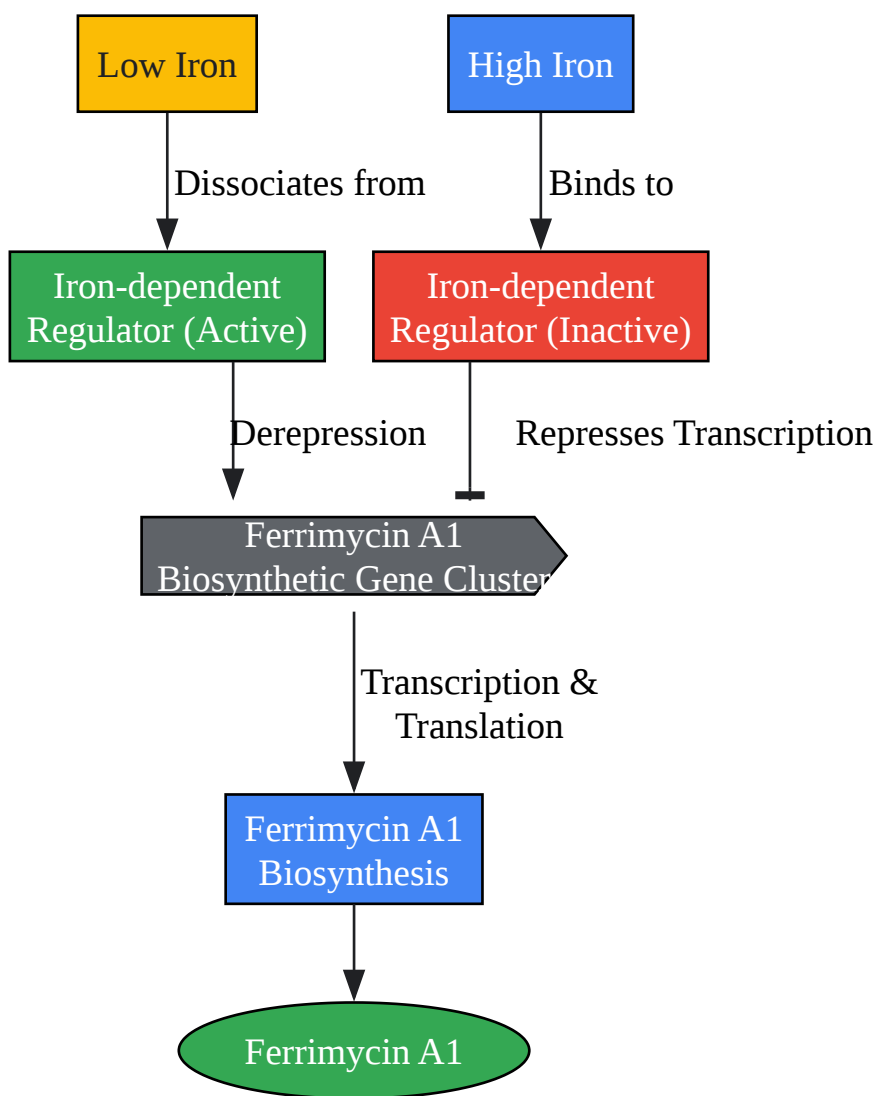 Low Iron
High Iron
Dissociates from
Binds to
Iron-dependent
Regulator (Active)
Iron-dependent
Regulator (Inactive)
Derepression
Represses Transcription
Ferrimycin A1
Biosynthetic Gene Cluster
Transcription &
Translation
Ferrimycin A1
Biosynthesis
Ferrimycin A1